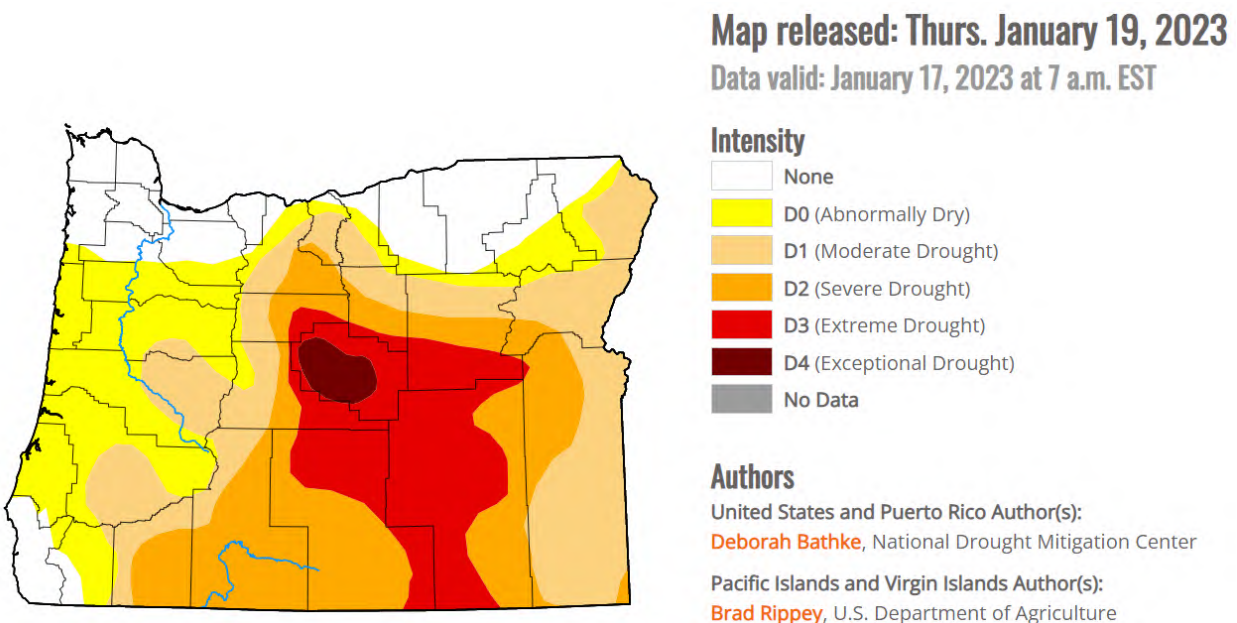 Map released: Thurs. January 19, 2023
Data valid: January 17, 2023 at 7 a.m. EST
Intensity
None
D0 (Abnormally Dry)
D1 (Moderate Drought)
D2 (Severe Drought)
D3 (Extreme Drought)
D4 (Exceptional Drought)
No Data
Authors
United States and Puerto Rico Author(s):
Deborah Bathke, National Drought Mitigation Center
Pacific Islands and Virgin Islands Author(s):
Brad Rippey, U.S. Department of Agriculture